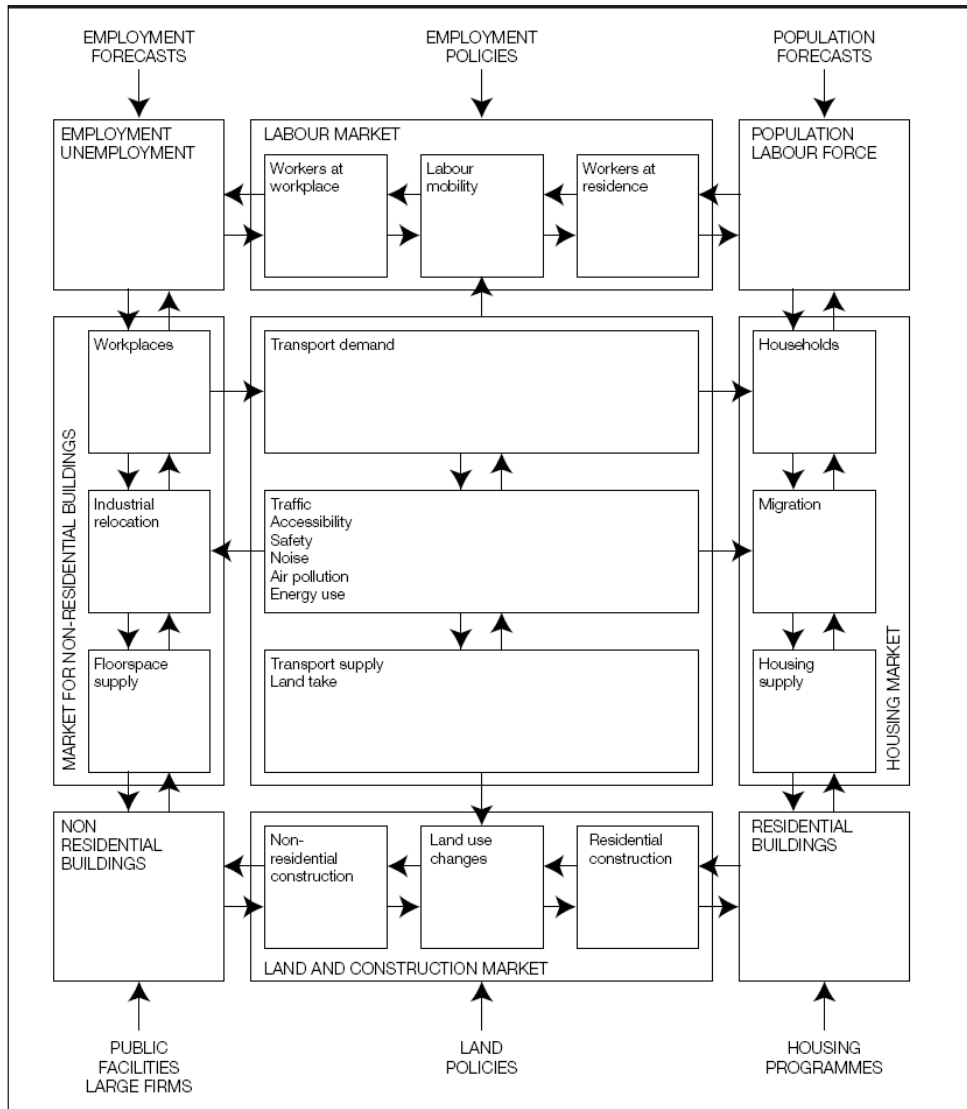 EMPLOYMENT
FORECASTS
EMPLOYMENT
POLICIES
POPULATION
FORECASTS
EMPLOYMENT
UNEMPLOYMENT
LABOUR MARKET
Workers at
workplace
Labour
mobility
Workers at
residence
POPULATION
LABOUR FORCE
MARKET FOR NON-RESIDENTIAL BUILDINGS
Workplaces
Transport demand
Households
Industrial
relocation
Traffic
Accessibility
Safety
Noise
Air pollution
Energy use
Migration
Floorspace
supply
Transport supply
Land take
Housing
supply
HOUSING MARKET
NON
RESIDENTIAL
BUILDINGS
Non-
residential
construction
Land use
changes
Residential
construction
LAND AND CONSTRUCTION MARKET
RESIDENTIAL
BUILDINGS
PUBLIC
FACILITIES
LARGE FIRMS
LAND
POLICIES
HOUSING
PROGRAMMES